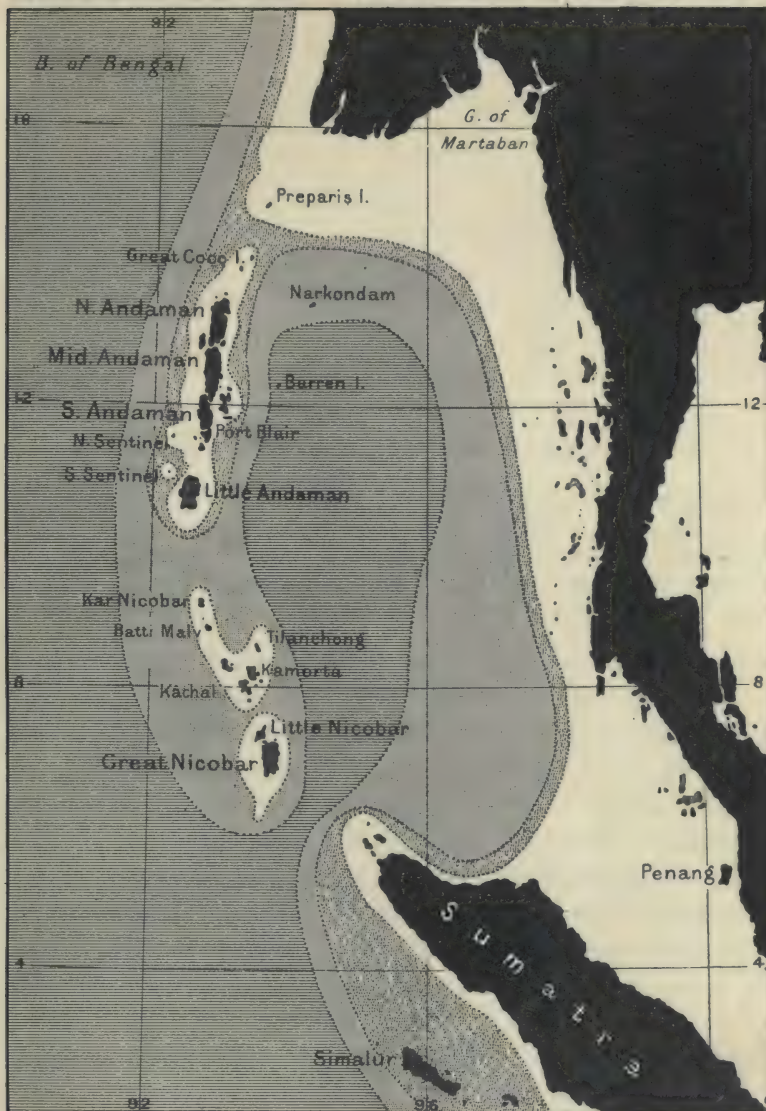 92
B. of Bengal
16
G. of
Martaban
Preparis I.
Great Coco I.
Narkondam
N. Andaman
Mid. Andaman
Barren I.
12
12
S. Andaman
Port Blair
N. Sentinel
S. Sentinel
Little Andaman
Kar Nicobar
Batti Malv
Tilanchong
Kamorta
Kachal
8
8
Little Nicobar
Great Nicobar
Penang
Sumatra
4
4
Simalur
92
96